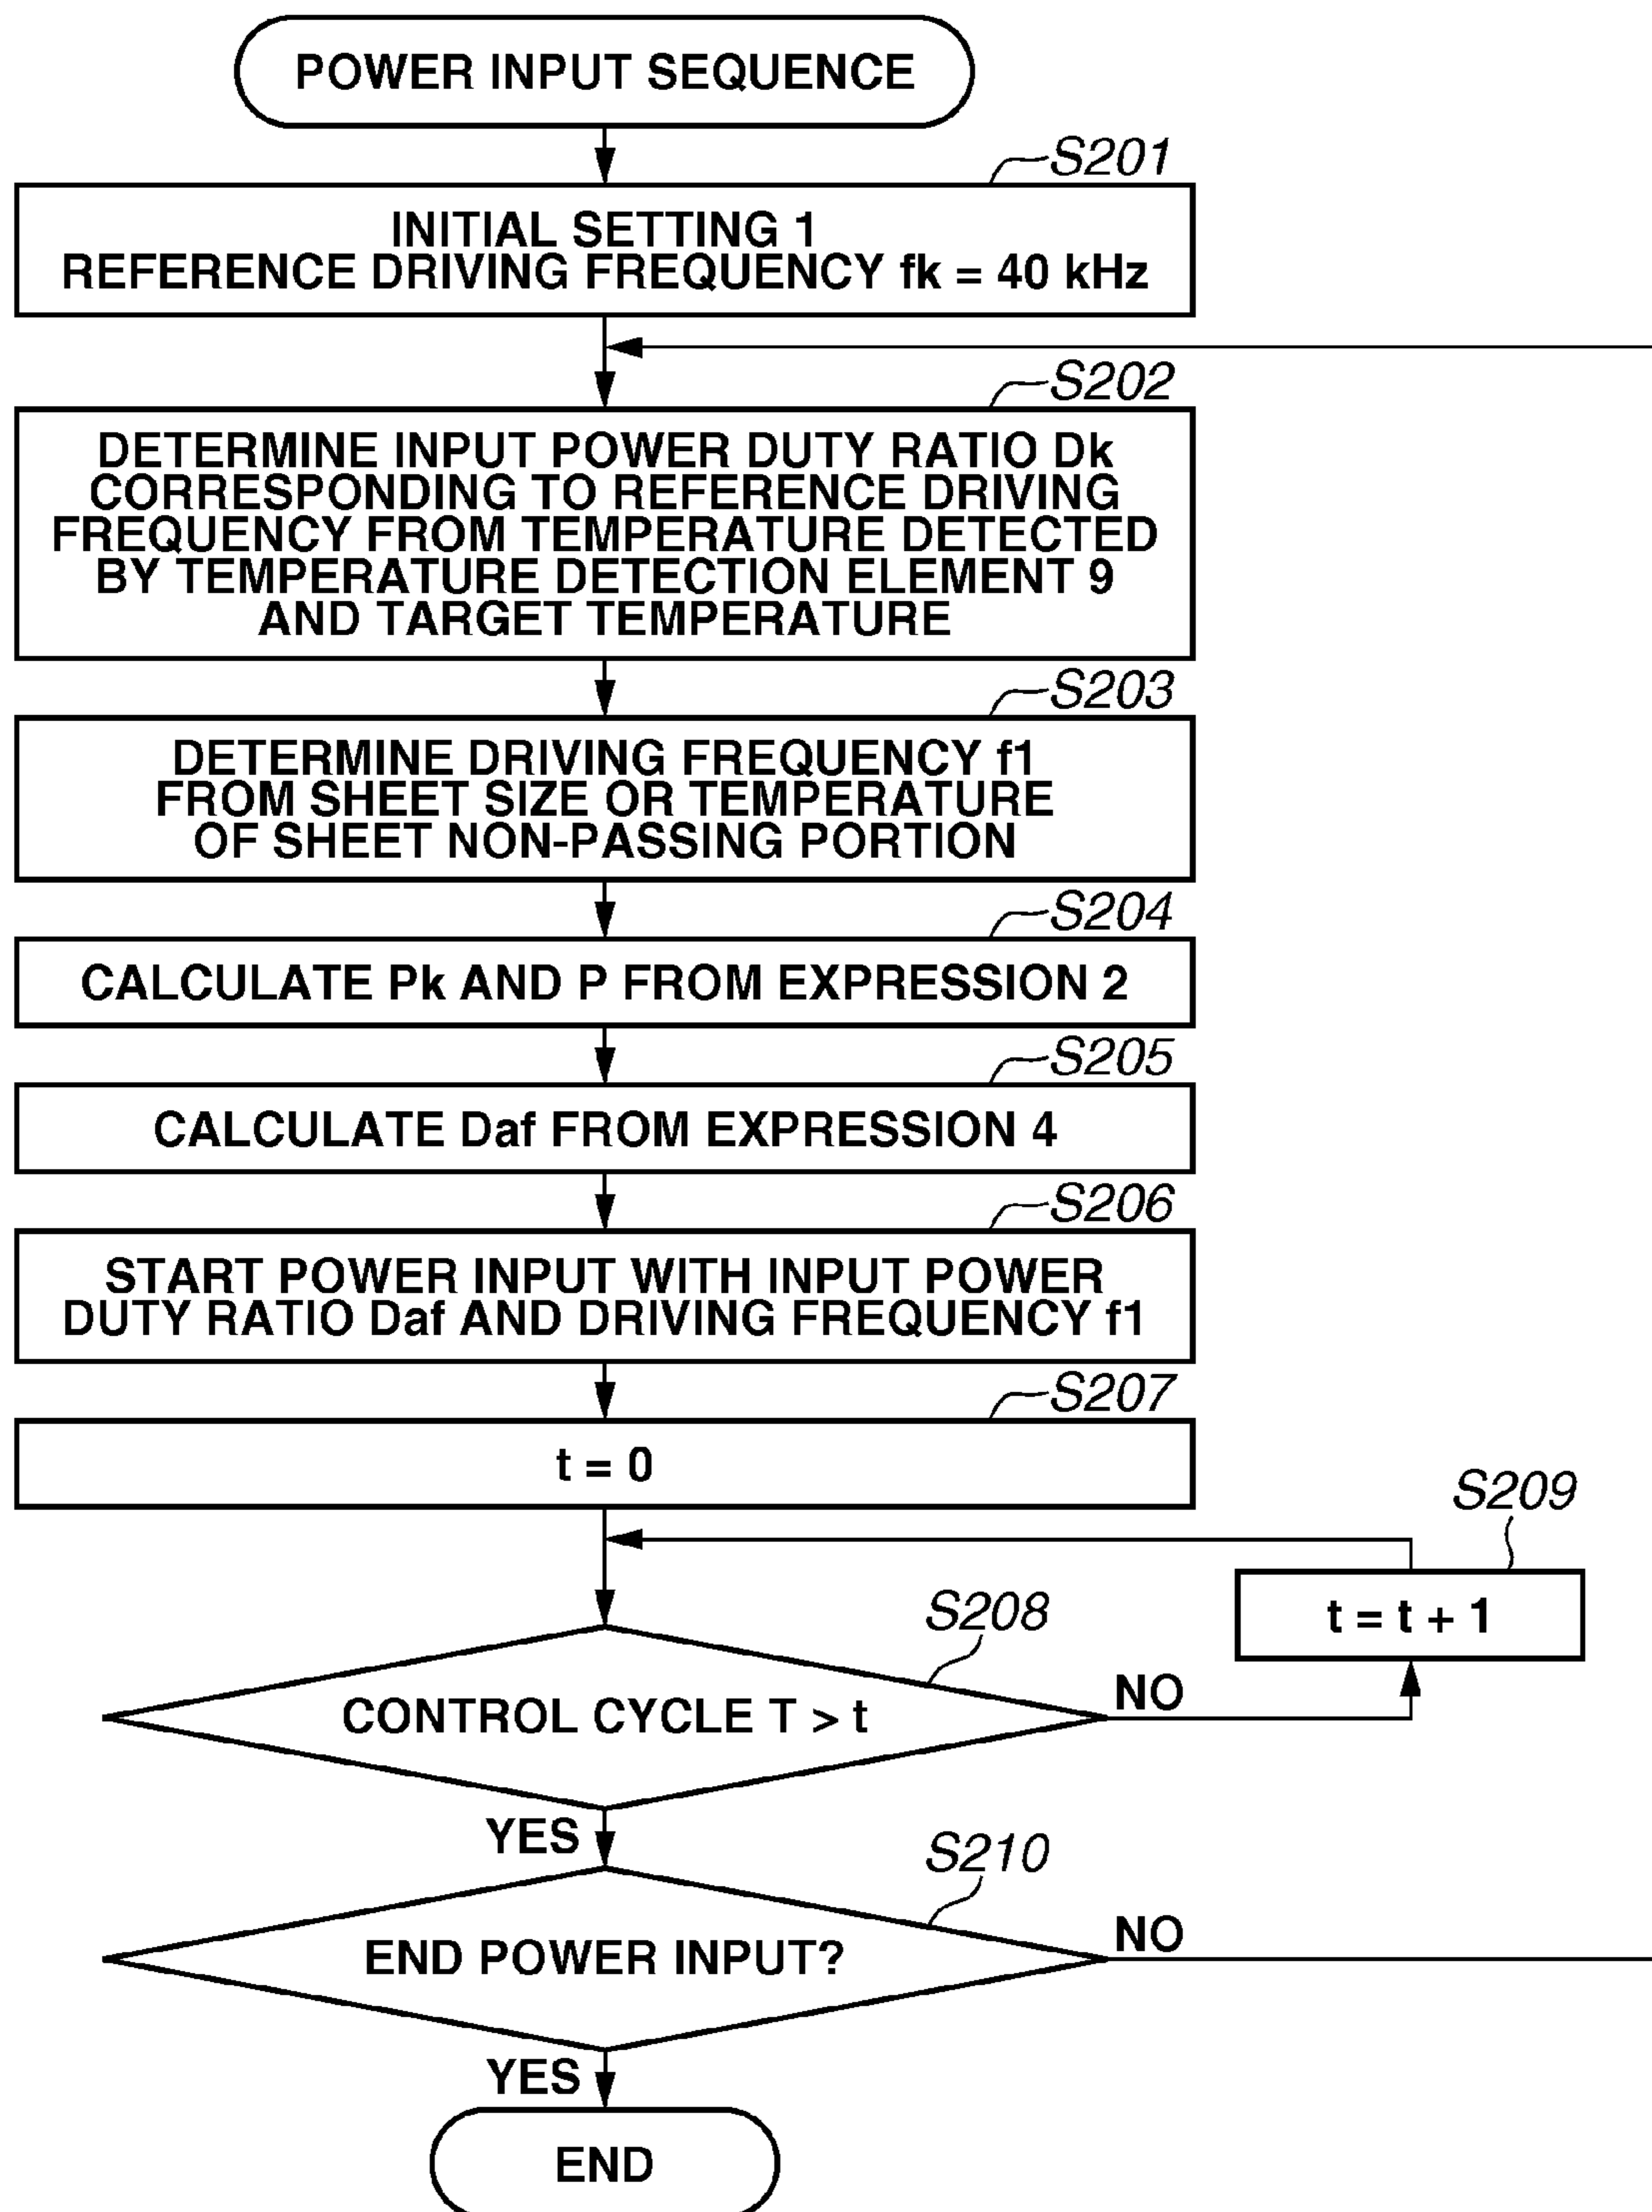 POWER INPUT SEQUENCE
S201
INITIAL SETTING 1
REFERENCE DRIVING FREQUENCY fk = 40 kHz
S202
DETERMINE INPUT POWER DUTY RATIO Dk
CORRESPONDING TO REFERENCE DRIVING
FREQUENCY FROM TEMPERATURE DETECTED
BY TEMPERATURE DETECTION ELEMENT 9
AND TARGET TEMPERATURE
S203
DETERMINE DRIVING FREQUENCY f1
FROM SHEET SIZE OR TEMPERATURE
OF SHEET NON-PASSING PORTION
S204
CALCULATE Pk AND P FROM EXPRESSION 2
S205
CALCULATE Daf FROM EXPRESSION 4
S206
START POWER INPUT WITH INPUT POWER
DUTY RATIO Daf AND DRIVING FREQUENCY f1
S207
t = 0
S209
t = t + 1
S208
CONTROL CYCLE T > t
NO
YES
S210
END POWER INPUT?
NO
YES
END